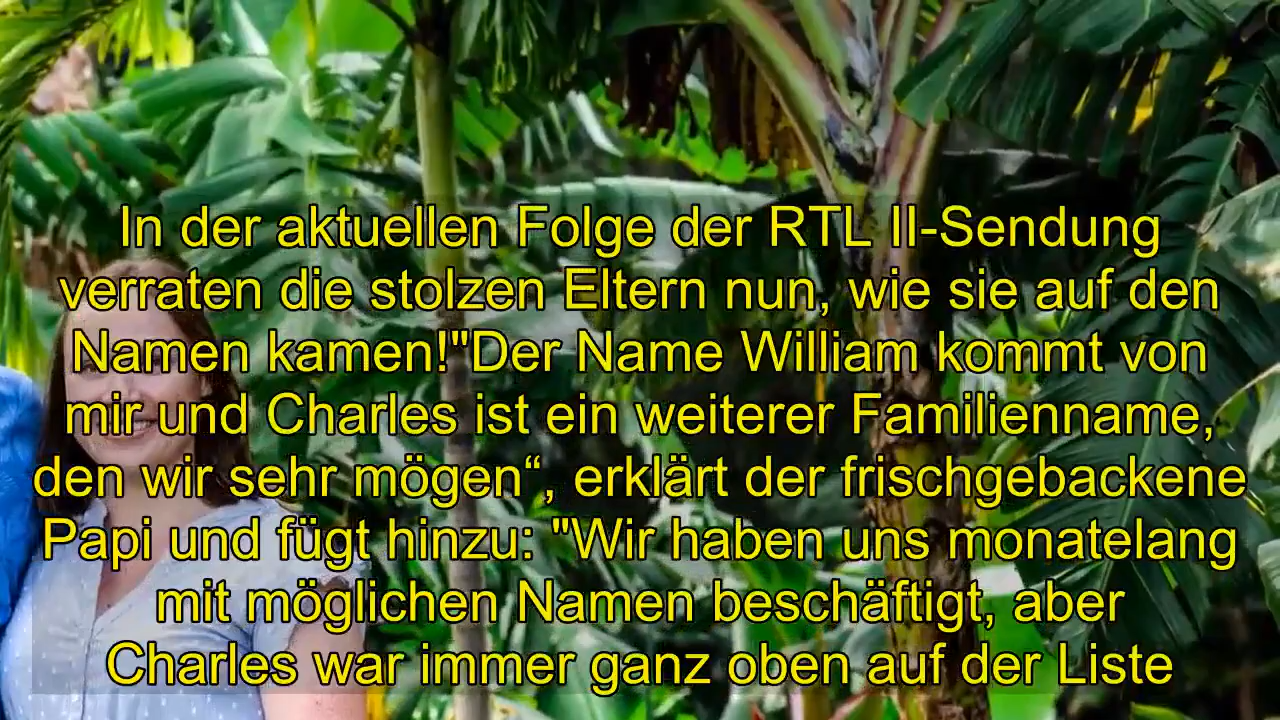 In der aktuellen Folge der RTL II-Sendung
verraten die stolzen Eltern nun, wie sie auf den
Namen kamen!"Der Name William kommt von
mir und Charles ist ein weiterer Familienname,
den wir sehr mögen“, erklärt der frischgebackene
Papi und fügt hinzu: "Wir haben uns monatelang
mit möglichen Namen beschäftigt, aber
Charles war immer ganz oben auf der Liste